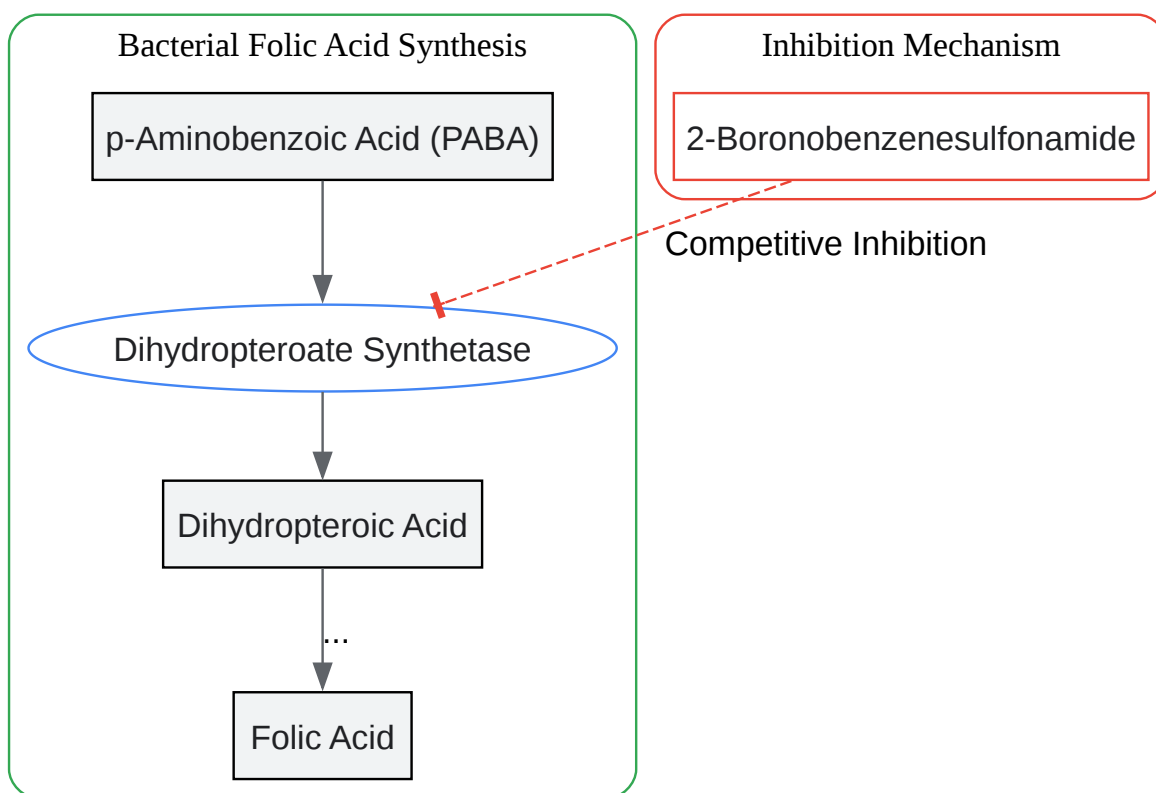 Bacterial Folic Acid Synthesis
p-Aminobenzoic Acid (PABA)
Dihydropteroate Synthetase
Dihydropteroic Acid
...
Folic Acid
Inhibition Mechanism
2-Boronobenzenesulfonamide
Competitive Inhibition